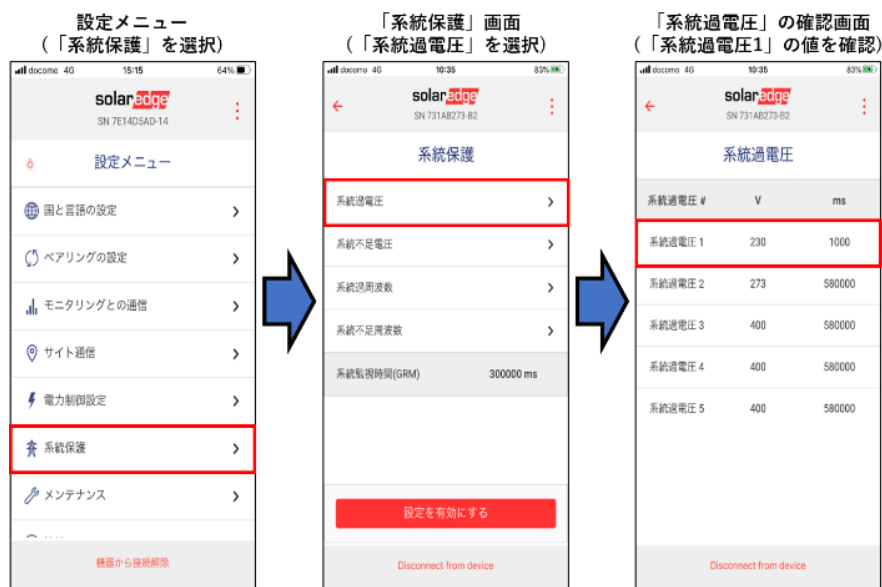 設定メニュー
(「系統保護」を選択)
docomo 4G 15:15 64%
solaredge
SN 7E14D5AD-14
設定メニュー
国と言語の設定
ペアリングの設定
モニタリングとの通信
サイト通信
電力制御設定
系統保護
メンテナンス
機器から接続解除
「系統保護」画面
(「系統過電圧」を選択)
docomo 4G 10:35 83%
solaredge
SN 731AB273-B2
系統保護
系統過電圧
系統不足電圧
系統過周波数
系統不足周波数
系統監視時間(GRM) 300000 ms
設定を有効にする
Disconnect from device
「系統過電圧」の確認画面
(「系統過電圧1」の値を確認)
docomo 4G 10:35 83%
solaredge
SN 731AB273-B2
系統過電圧
系統過電圧 # V ms
系統過電圧 1 230 1000
系統過電圧 2 273 580000
系統過電圧 3 400 580000
系統過電圧 4 400 580000
系統過電圧 5 400 580000
Disconnect from device